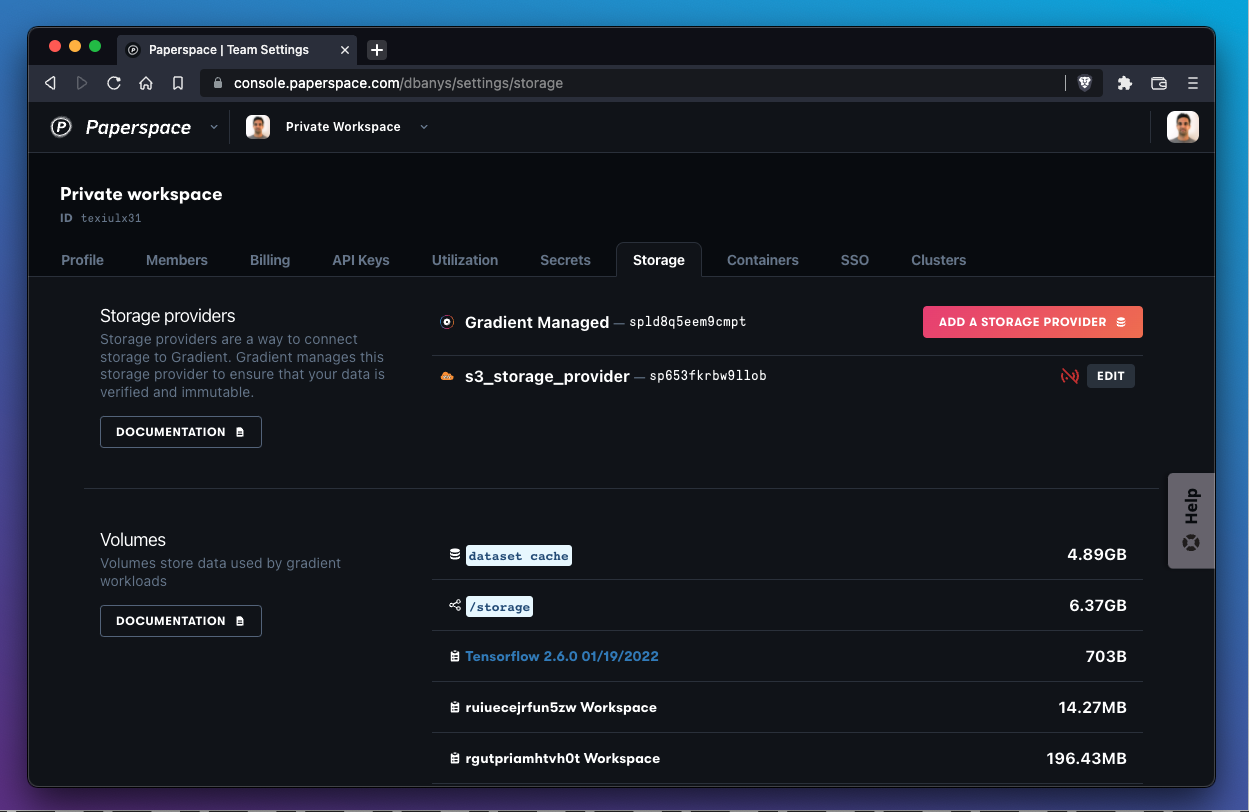 Paperspace | Team Settings
console.paperspace.com/dbanys/settings/storage
Paperspace
Private Workspace
Private workspace
ID texiulx31
Profile Members Billing API Keys Utilization Secrets Storage Containers SSO Clusters
Storage providers
Storage providers are a way to connect
storage to Gradient. Gradient manages this
storage provider to ensure that your data is
verified and immutable.
DOCUMENTATION
Gradient Managed — spld8q5eem9cmpt
ADD A STORAGE PROVIDER
s3_storage_provider — sp653fkrbw9llob
EDIT
Help
Volumes
Volumes store data used by gradient
workloads
DOCUMENTATION
dataset cache 4.89GB
/storage 6.37GB
Tensorflow 2.6.0 01/19/2022 703B
ruiuecejrfun5zw Workspace 14.27MB
rgutpriamhtvh0t Workspace 196.43MB